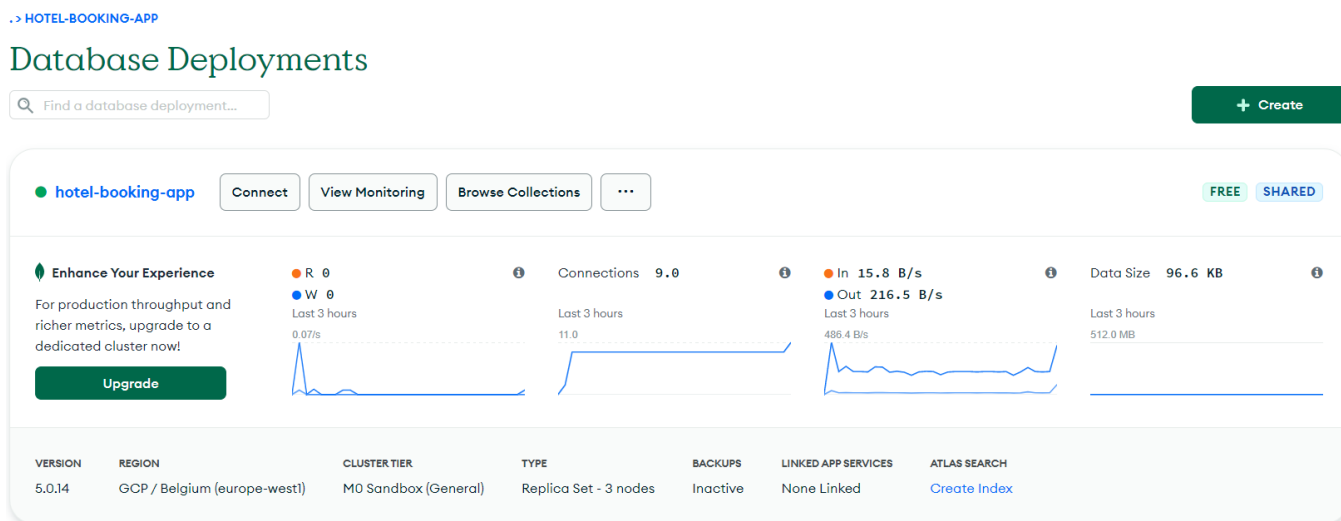 . > HOTEL-BOOKING-APP
Database Deployments
Find a database deployment...
+ Create
hotel-booking-app
Connect
View Monitoring
Browse Collections
...
FREE
SHARED
Enhance Your Experience
For production throughput and
richer metrics, upgrade to a
dedicated cluster now!
Upgrade
R 0
W 0
Last 3 hours
0.07/s
Connections 9.0
Last 3 hours
11.0
In 15.8 B/s
Out 216.5 B/s
Last 3 hours
486.4 B/s
Data Size 96.6 KB
Last 3 hours
512.0 MB
VERSION
5.0.14
REGION
GCP / Belgium (europe-west1)
CLUSTER TIER
M0 Sandbox (General)
TYPE
Replica Set - 3 nodes
BACKUPS
Inactive
LINKED APP SERVICES
None Linked
ATLAS SEARCH
Create Index